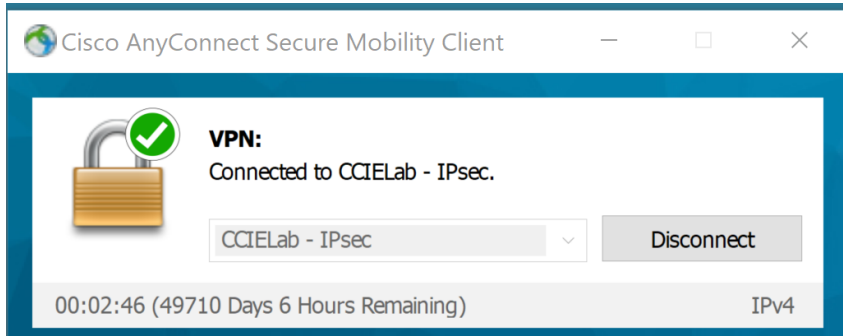 Cisco AnyConnect Secure Mobility Client
VPN:
Connected to CCIELab - IPsec.
CCIELab - IPsec
Disconnect
00:02:46 (49710 Days 6 Hours Remaining)
IPv4